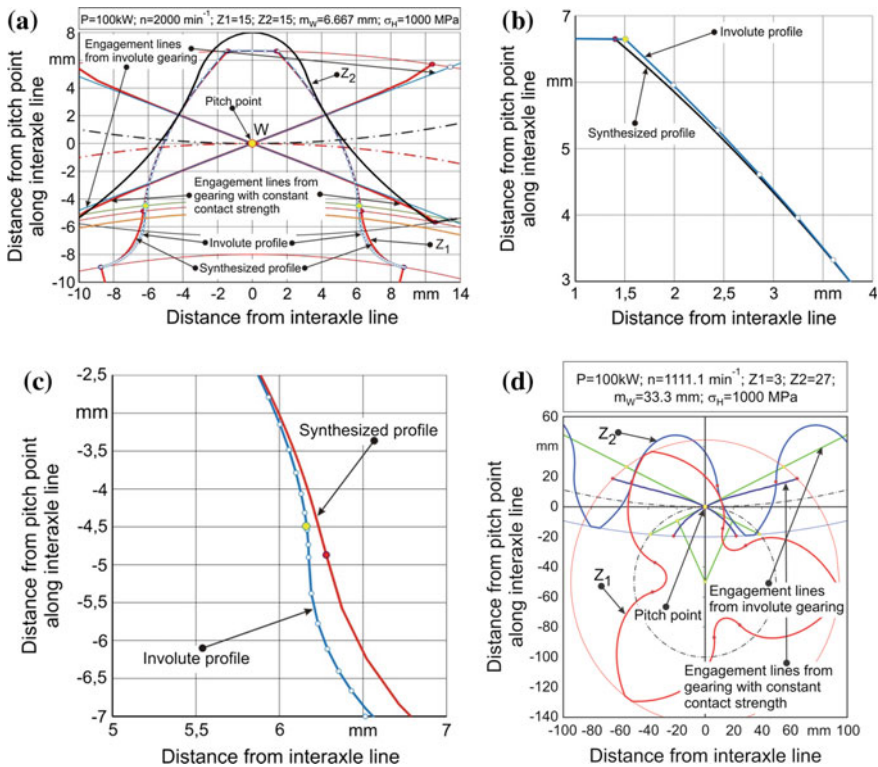 (a)
P=100kW; n=2000 min⁻¹; Z1=15; Z2=15; m_W=6.667 mm; σ_H=1000 MPa
8
mm
4
2
0
-2
-4
-6
-8
-10
Engagement lines
from involute gearing
Z₂
Pitch point
W
Engagement lines from
gearing with constant
contact strength
Involute profile
Synthesized profile
Z₁
-10
-6
-2
0
2
6
mm
14
Distance from pitch point
along interaxle line
Distance from interaxle line
(b)
6,6
mm
5
4
3
Involute profile
Synthesized profile
1
1,5
2
3
mm
4
Distance from pitch point
along interaxle line
Distance from interaxle line
(c)
-2,5
mm
-3,5
-4
-4,5
-5
-5,5
-6
-6,5
-7
Synthesized profile
Involute profile
5
5,5
6
mm
7
Distance from pitch point
along interaxle line
Distance from interaxle line
(d)
P=100kW; n=1111.1 min⁻¹; Z1=3; Z2=27;
m_W=33.3 mm; σ_H=1000 MPa
60
mm
20
0
-20
-40
-60
-80
-100
-120
-140
Z₂
Z₁
Pitch point
Engagement lines
from involute gearing
Engagement lines from
gearing with constant
contact strength
-100
-60
-40
-20
0
20
40
60
mm
100
Distance from pitch point
along interaxle line
Distance from interaxle line